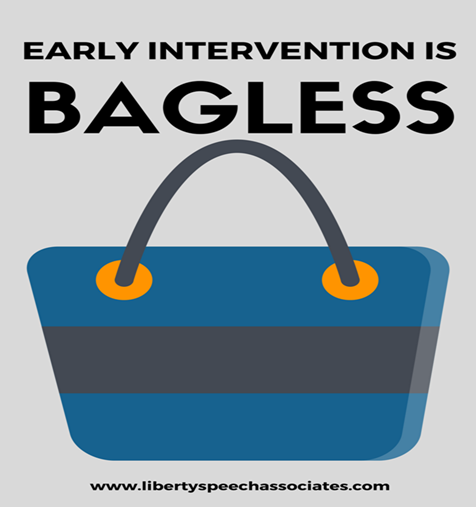 EARLY INTERVENTION IS
BAGLESS
www.libertyspeechassociates.com